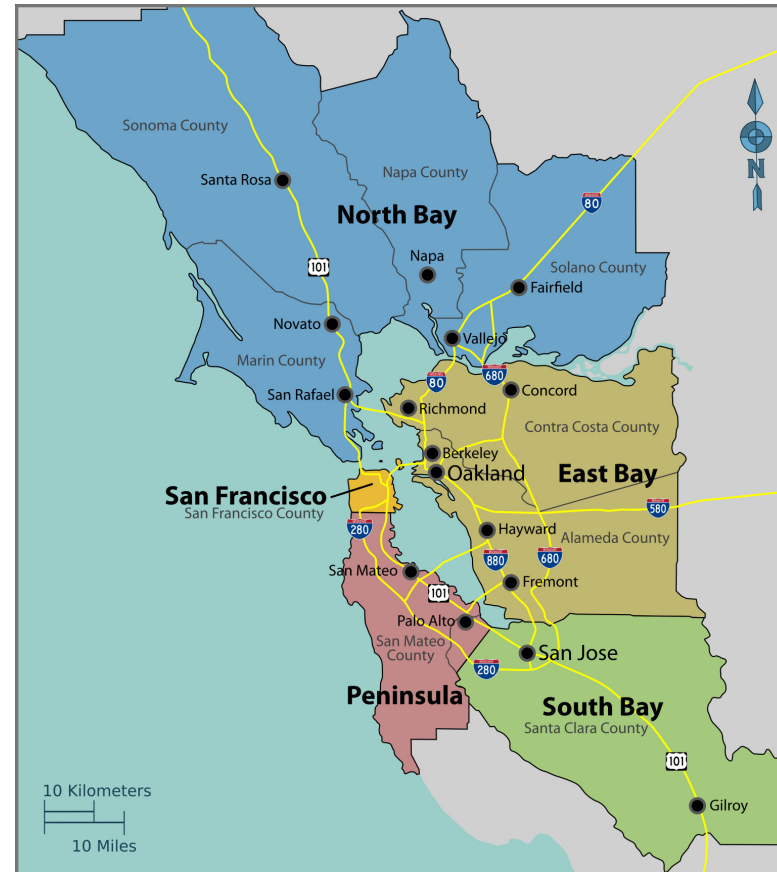 Sonoma County
Napa County
Santa Rosa
North Bay
80
N
Napa
Solano County
101
Fairfield
Novato
Vallejo
Marin County
80
680
San Rafael
Concord
Richmond
Contra Costa County
Berkeley
Oakland
East Bay
San Francisco
San Francisco County
580
280
Hayward
Alameda County
880
680
San Mateo
Fremont
101
Palo Alto
San Mateo
County
San Jose
280
Peninsula
South Bay
Santa Clara County
101
10 Kilometers
Gilroy
10 Miles